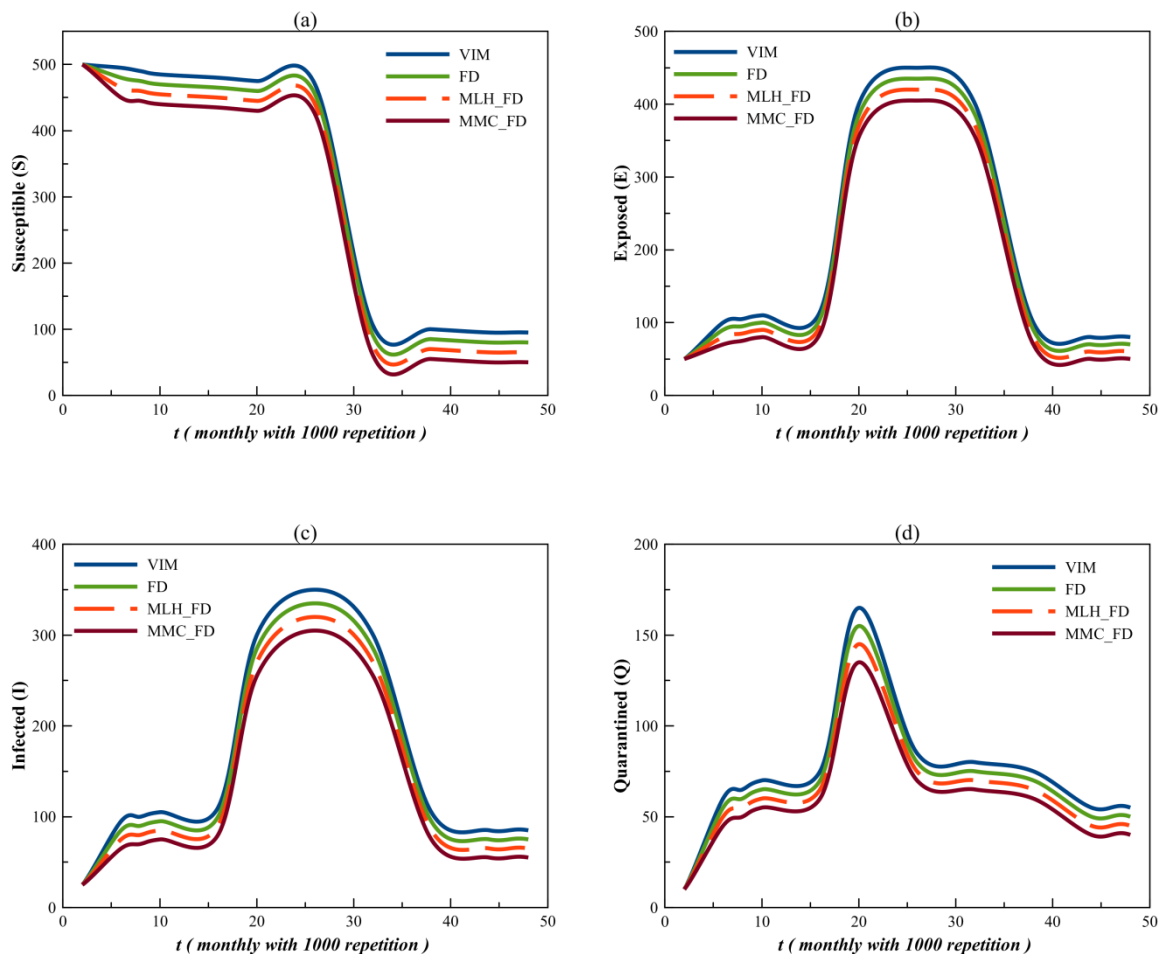 (a)
500
400
300
200
100
0
Susceptible (S)
VIM
FD
MLH_FD
MMC_FD
0 10 20 30 40 50
t ( monthly with 1000 repetition )
(b)
500
400
300
200
100
0
Exposed (E)
VIM
FD
MLH_FD
MMC_FD
0 10 20 30 40 50
t ( monthly with 1000 repetition )
(c)
400
300
200
100
0
Infected (I)
VIM
FD
MLH_FD
MMC_FD
0 10 20 30 40 50
t ( monthly with 1000 repetition )
(d)
200
150
100
50
0
Quarantined (Q)
VIM
FD
MLH_FD
MMC_FD
0 10 20 30 40 50
t ( monthly with 1000 repetition )